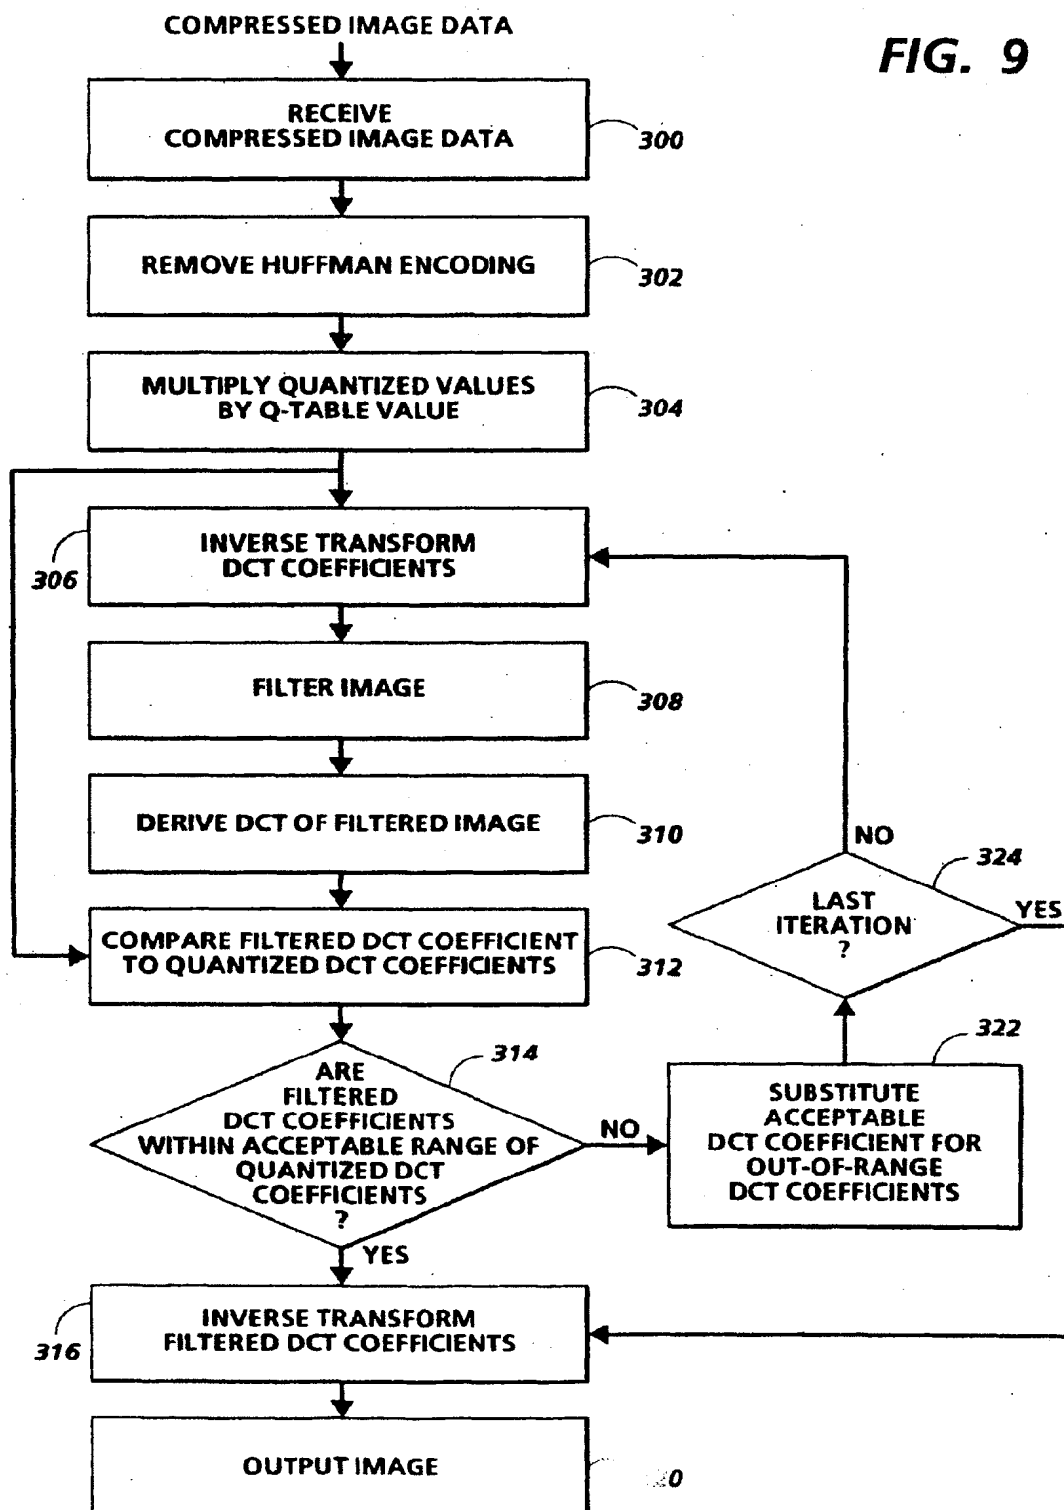 COMPRESSED IMAGE DATA
FIG. 9
RECEIVE
COMPRESSED IMAGE DATA
300
REMOVE HUFFMAN ENCODING
302
MULTIPLY QUANTIZED VALUES
BY Q-TABLE VALUE
304
INVERSE TRANSFORM
DCT COEFFICIENTS
306
FILTER IMAGE
308
DERIVE DCT OF FILTERED IMAGE
310
COMPARE FILTERED DCT COEFFICIENT
TO QUANTIZED DCT COEFFICIENTS
312
ARE
FILTERED
DCT COEFFICIENTS
WITHIN ACCEPTABLE RANGE OF
QUANTIZED DCT
COEFFICIENTS
?
314
NO
YES
SUBSTITUTE
ACCEPTABLE
DCT COEFFICIENT FOR
OUT-OF-RANGE
DCT COEFFICIENTS
322
LAST
ITERATION
?
324
NO
YES
INVERSE TRANSFORM
FILTERED DCT COEFFICIENTS
316
OUTPUT IMAGE